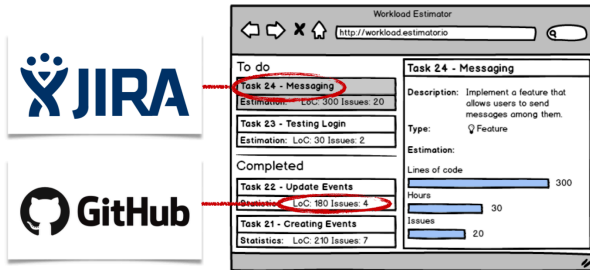 JIRA
GitHub
Workload Estimator
http://workload.estimator.io
To do
Task 24 - Messaging
Estimation: LoC: 300 Issues: 20
Task 23 - Testing Login
Estimation: LoC: 30 Issues: 2
Completed
Task 22 - Update Events
Statistics: LoC: 180 Issues: 4
Task 21 - Creating Events
Statistics: LoC: 210 Issues: 7
Task 24 - Messaging
Description: Implement a feature that
allows users to send
messages among them.
Type: Feature
Estimation:
Lines of code
300
Hours
30
Issues
20